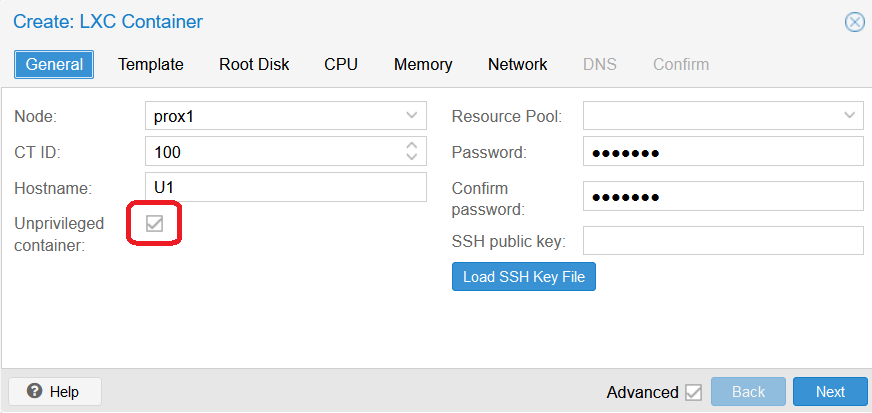 Create: LXC Container
General Template Root Disk CPU Memory Network DNS Confirm
Node: prox1 Resource Pool:
CT ID: 100 Password: ●●●●●●●
Hostname: U1 Confirm password: ●●●●●●●
Unprivileged container: SSH public key:
Load SSH Key File
Help Advanced Back Next